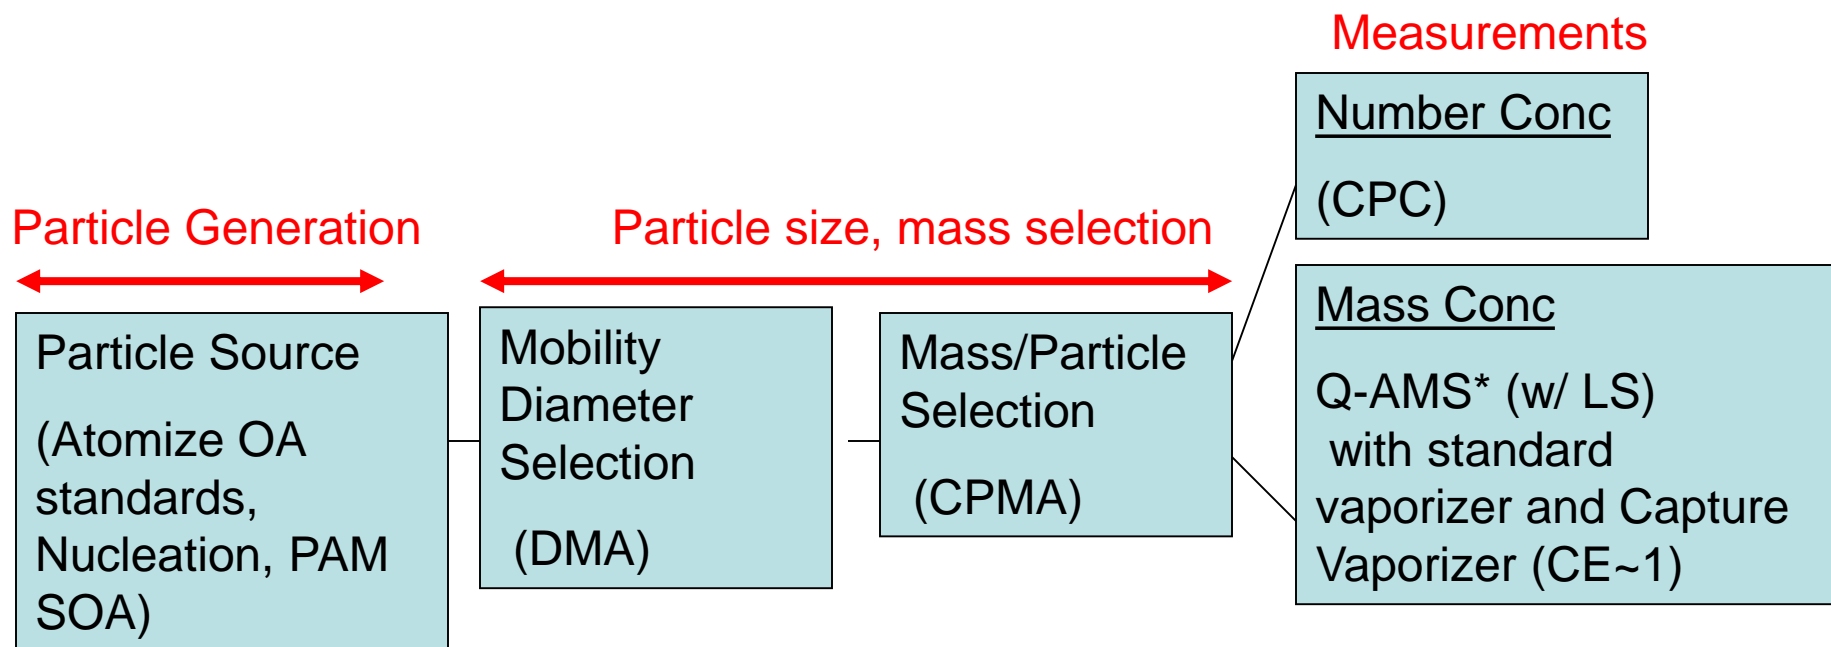 Measurements
Number Conc
(CPC)
Particle Generation
Particle size, mass selection
Particle Source
(Atomize OA
standards,
Nucleation, PAM
SOA)
Mobility
Diameter
Selection
(DMA)
Mass/Particle
Selection
(CPMA)
Mass Conc
Q-AMS* (w/ LS)
with standard
vaporizer and Capture
Vaporizer (CE~1)